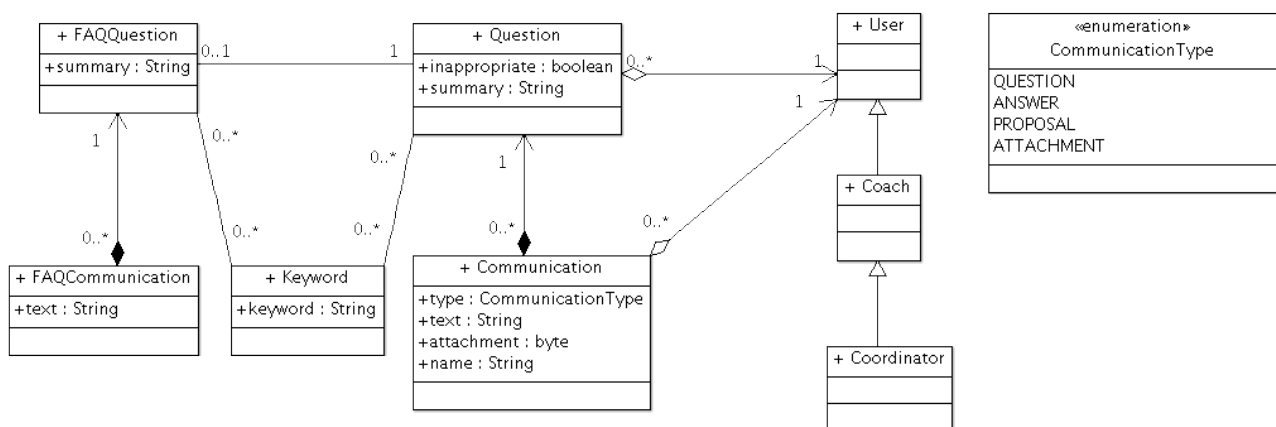 + FAQQuestion
+summary : String
0..1
1
+ Question
+inappropriate : boolean
+summary : String
0..*
1
+ User
«enumeration»
CommunicationType
QUESTION
ANSWER
PROPOSAL
ATTACHMENT
1
0..*
0..*
1
1
+ Coach
0..*
0..*
0..*
0..*
0..*
+ FAQCommunication
+text : String
+ Keyword
+keyword : String
+ Communication
+type : CommunicationType
+text : String
+attachment : byte
+name : String
+ Coordinator